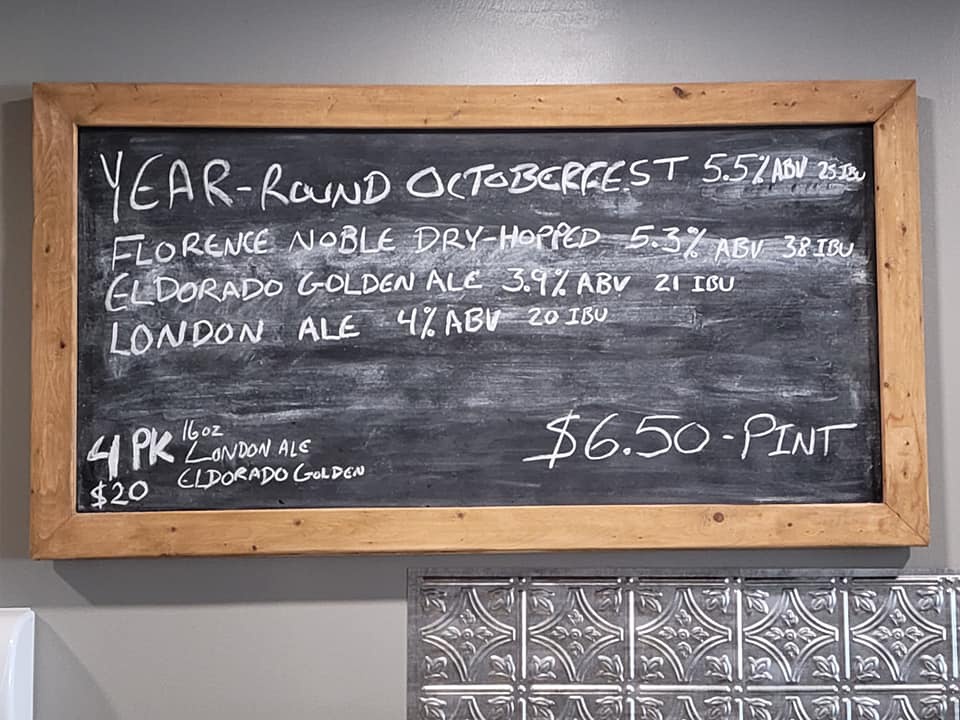 YEAR-ROUND OCTOBERFEST 5.5% ABV 25 IBU
FLORENCE NOBLE DRY-HOPPED 5.3% ABV 38 IBU
ELDORADO GOLDEN ALE 3.9% ABV 21 IBU
LONDON ALE 4% ABV 20 IBU
4 PK 16oz
LONDON ALE
ELDORADO GOLDEN
$20
$6.50-PINT